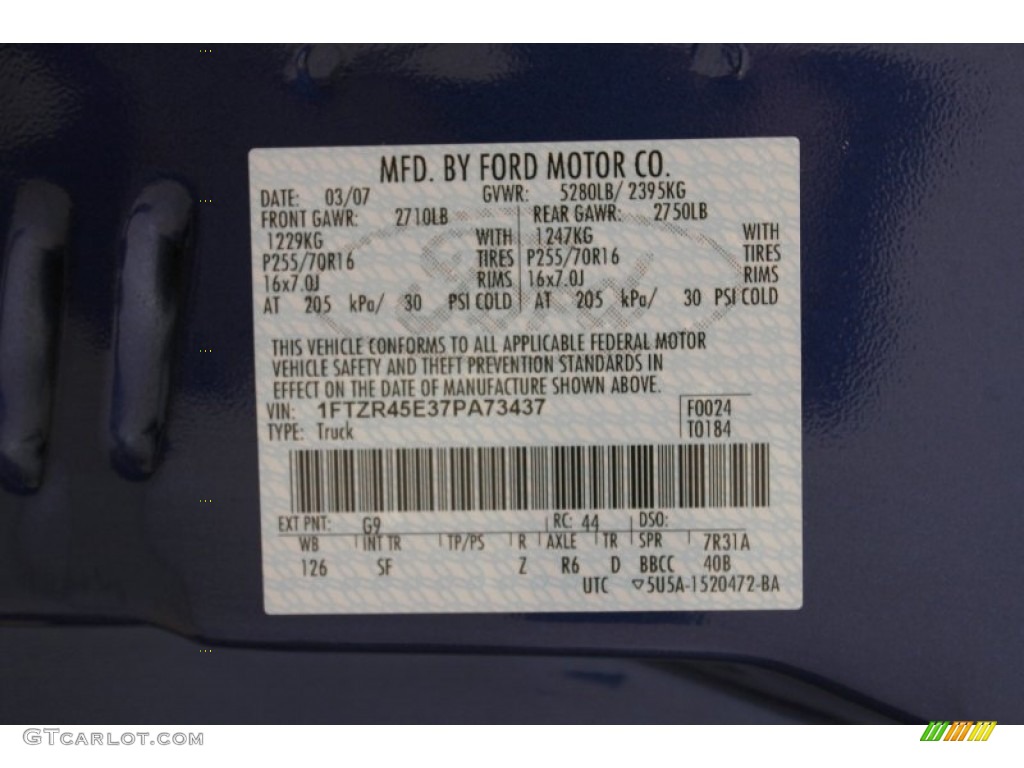 MFD. BY FORD MOTOR CO.
DATE: 03/07 GVWR: 5280LB/ 2395KG
FRONT GAWR: 2710LB REAR GAWR: 2750LB
1229KG WITH 1247KG WITH
P255/70R16 TIRES P255/70R16 TIRES
16x7.0J RIMS 16x7.0J RIMS
AT 205 kPa/ 30 PSI COLD AT 205 kPa/ 30 PSI COLD
THIS VEHICLE CONFORMS TO ALL APPLICABLE FEDERAL MOTOR
VEHICLE SAFETY AND THEFT PREVENTION STANDARDS IN
EFFECT ON THE DATE OF MANUFACTURE SHOWN ABOVE.
VIN: 1FTZR45E37PA73437 F0024
TYPE: Truck T0184
EXT PNT: G9 RC: 44 DSO:
WB INT TR TP/PS R AXLE TR SPR 7R31A
126 SF Z R6 D BBCC 40B
UTC ▽5U5A-1520472-BA
GTCARLOT.COM